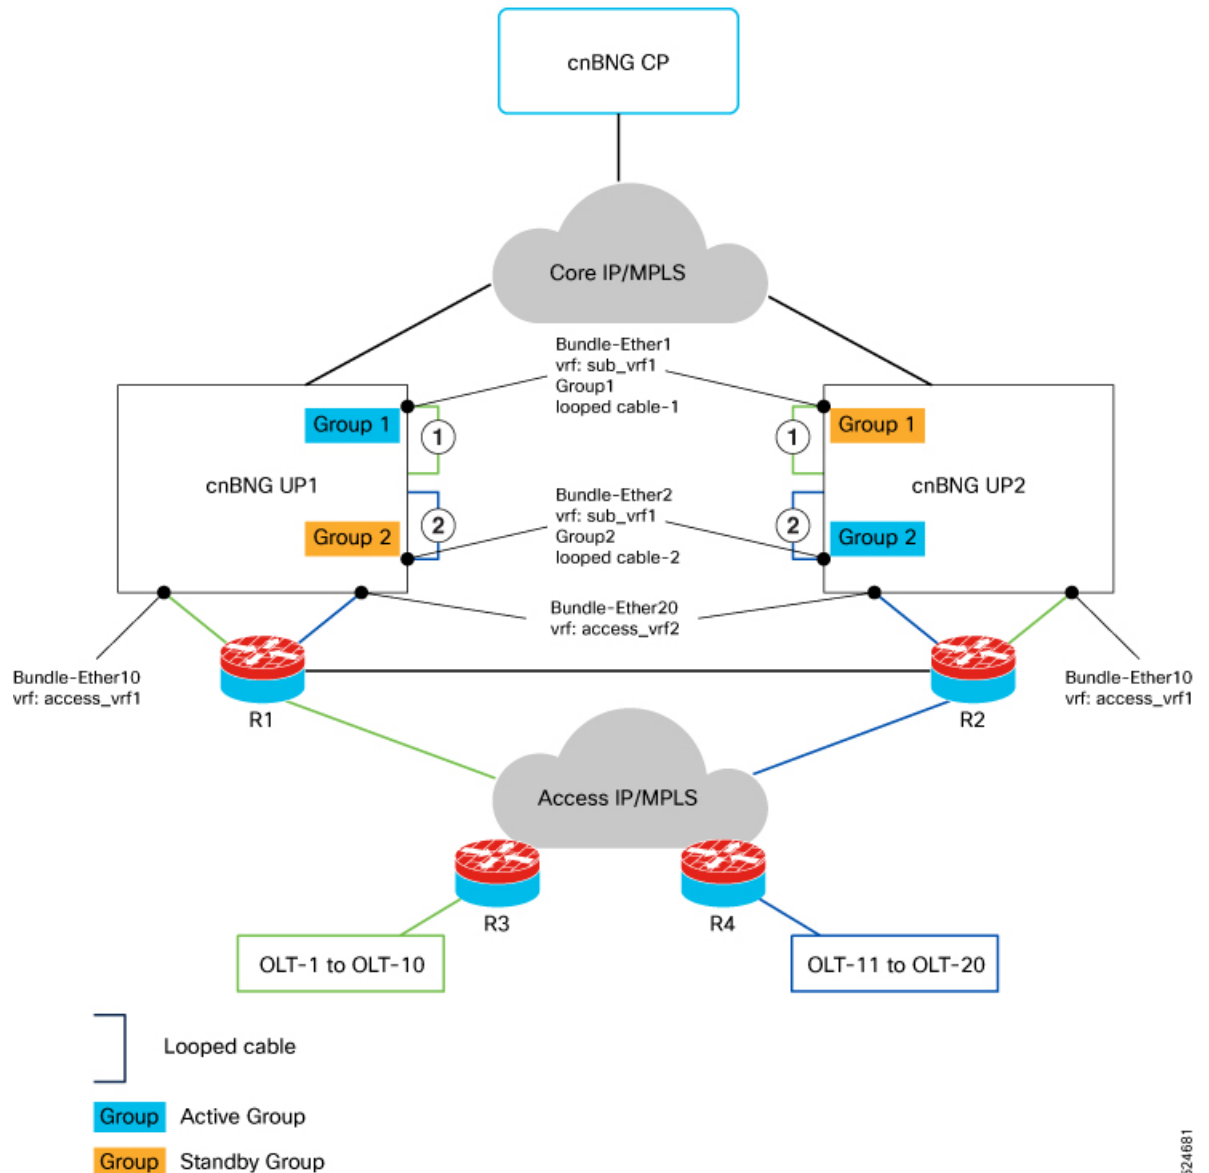 cnBNG CP
Core IP/MPLS
Bundle-Ether1
vrf: sub_vrf1
Group1
looped cable-1
Group 1
1
1
Group 1
cnBNG UP1
cnBNG UP2
Bundle-Ether2
vrf: sub_vrf1
Group2
looped cable-2
Group 2
2
2
Group 2
Bundle-Ether20
vrf: access_vrf2
Bundle-Ether10
vrf: access_vrf1
Bundle-Ether10
vrf: access_vrf1
R1
R2
Access IP/MPLS
R3
R4
OLT-1 to OLT-10
OLT-11 to OLT-20
Looped cable
Group Active Group
Group Standby Group